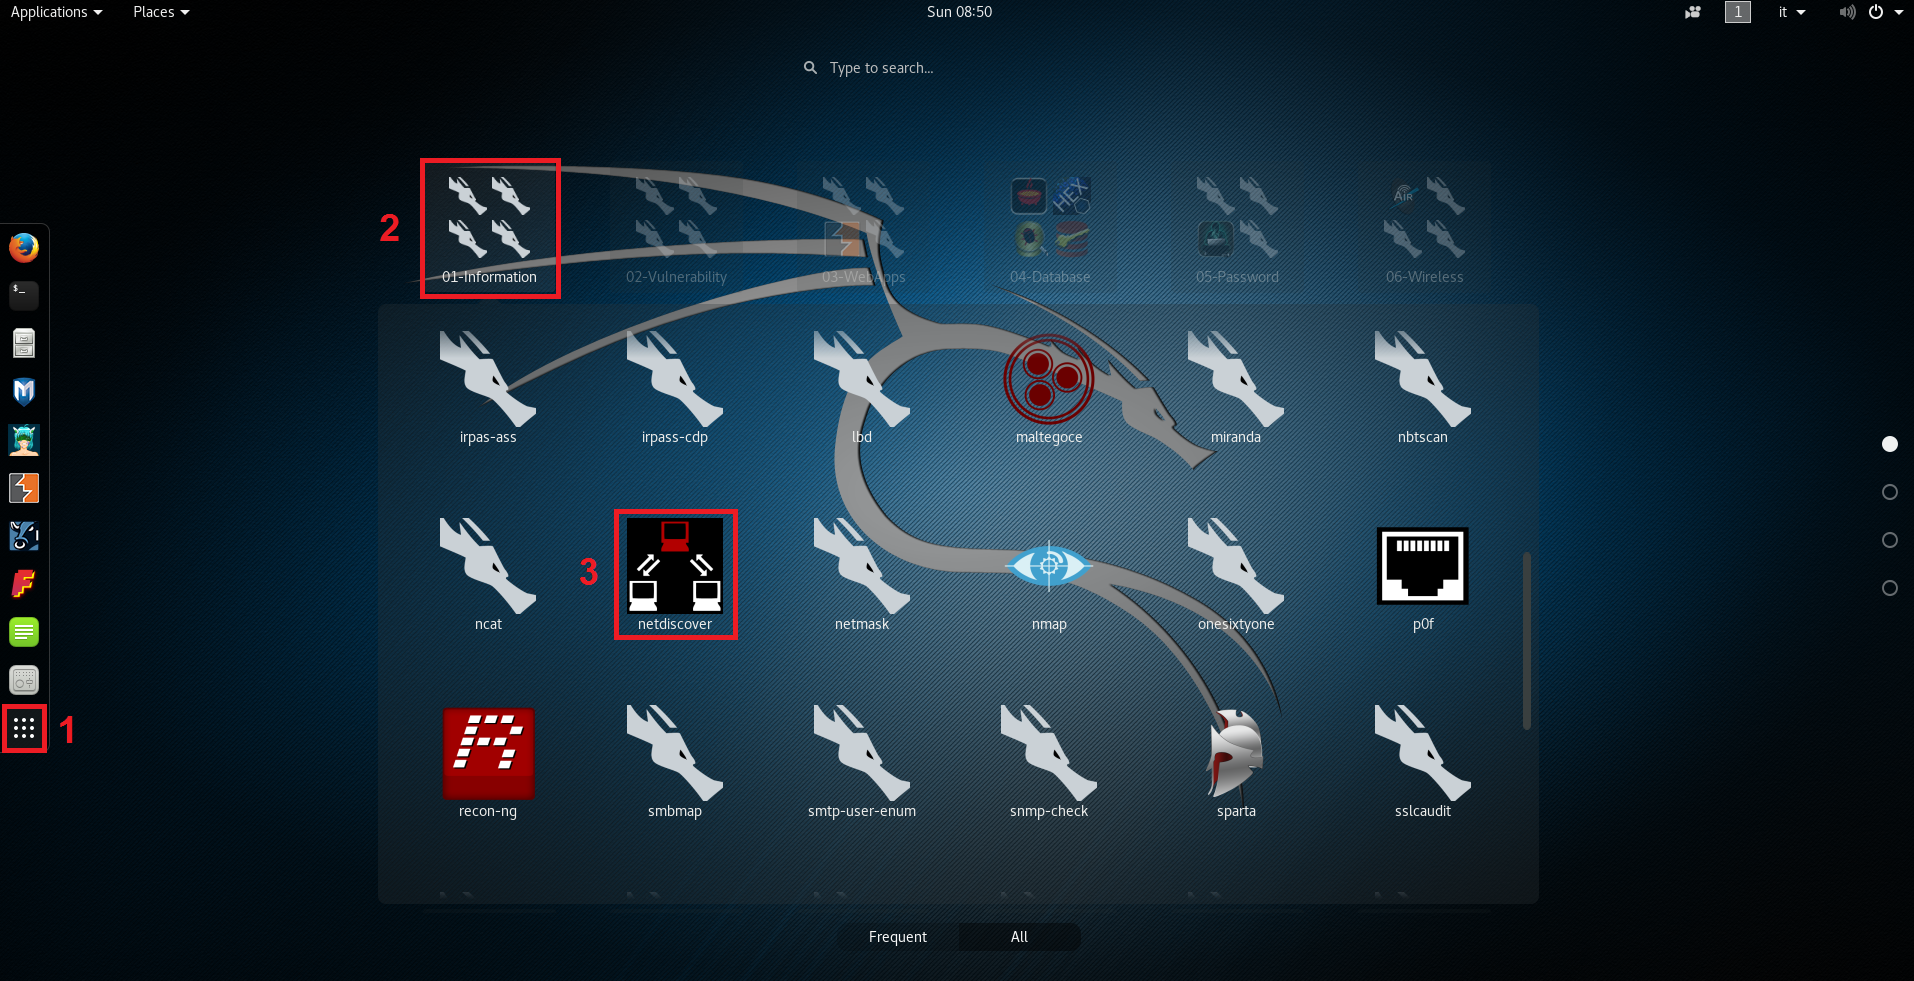 Applications Places Sun 08:50 1 it
Type to search...
2
01-Information 02-Vulnerability 03-WebApps 04-Database 05-Password 06-Wireless
HEX AIR
irpas-ass irpass-cdp lbd maltegoce miranda nbtscan
3
ncat netdiscover netmask nmap onesixtyone p0f
1
recon-ng smbmap smtp-user-enum snmp-check sparta sslcaudit
Frequent All